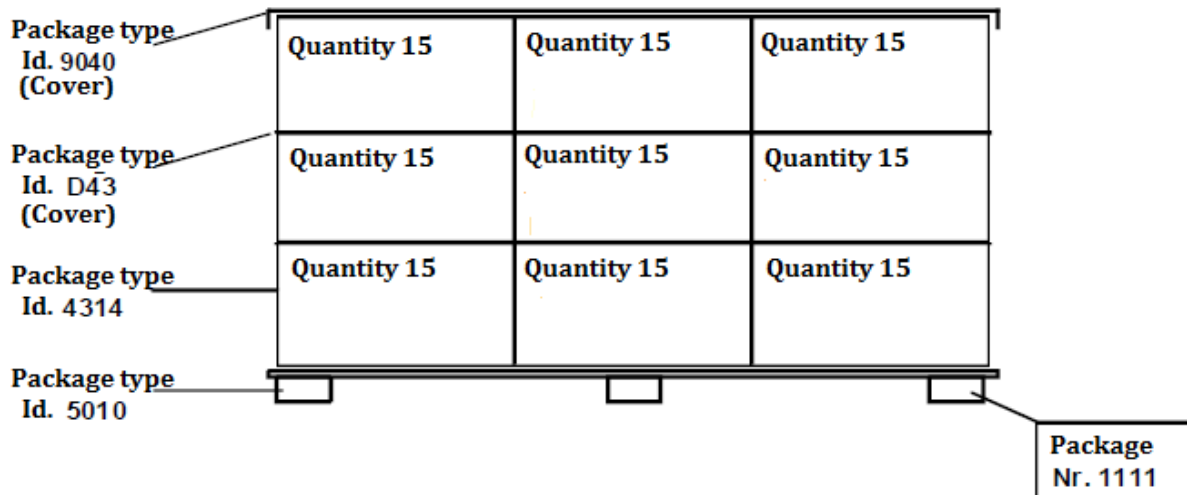 Package type
Id. 9040
(Cover)
Quantity 15
Quantity 15
Quantity 15
Package type
Id. D43
(Cover)
Quantity 15
Quantity 15
Quantity 15
Package type
Id. 4314
Quantity 15
Quantity 15
Quantity 15
Package type
Id. 5010
Package
Nr. 1111